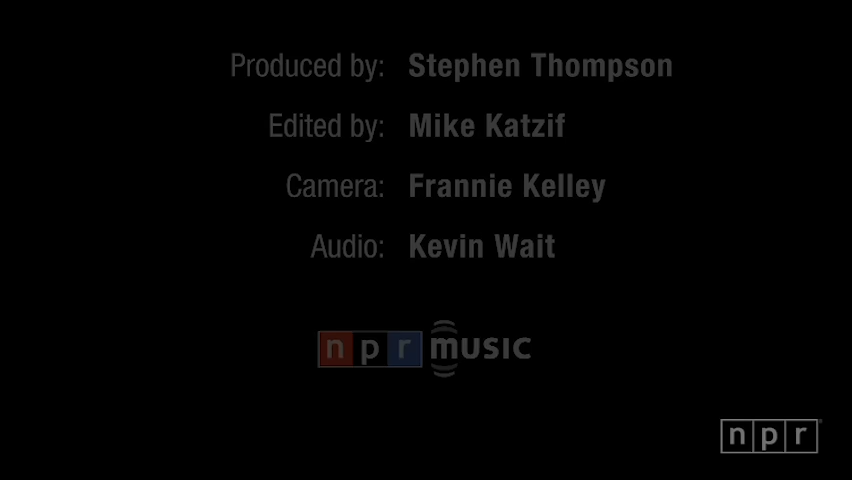 Produced by: Stephen Thompson
Edited by: Mike Katzif
Camera: Frannie Kelley
Audio: Kevin Wait
npr music
npr